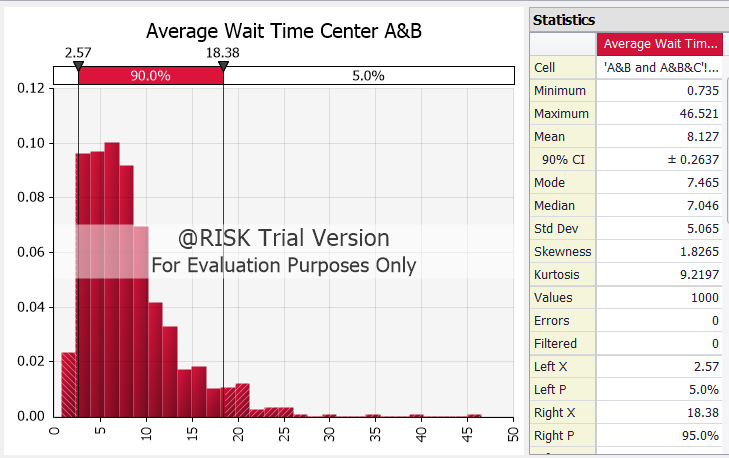 Average Wait Time Center A&B
2.57 18.38
90.0% 5.0%
0.12
0.10
0.08
0.06
0.04
0.02
0.00
0 5 10 15 20 25 30 35 40 45 50
@RISK Trial Version
For Evaluation Purposes Only
Statistics
Average Wait Tim...
Cell 'A&B and A&B&C'!...
Minimum 0.735
Maximum 46.521
Mean 8.127
90% CI ± 0.2637
Mode 7.465
Median 7.046
Std Dev 5.065
Skewness 1.8265
Kurtosis 9.2197
Values 1000
Errors 0
Filtered 0
Left X 2.57
Left P 5.0%
Right X 18.38
Right P 95.0%